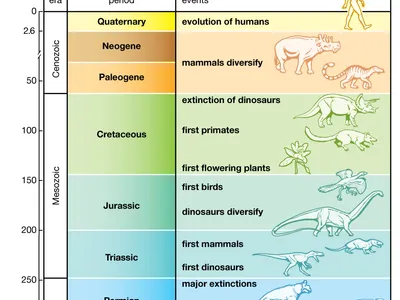 era period events
0
Quaternary evolution of humans
2.6
Neogene
Cenozoic
mammals diversify
Paleogene
50
extinction of dinosaurs
100
first primates
Cretaceous
first flowering plants
150
Mesozoic
first birds
Jurassic
dinosaurs diversify
200
first mammals
Triassic
first dinosaurs
250
major extinctions
Permian